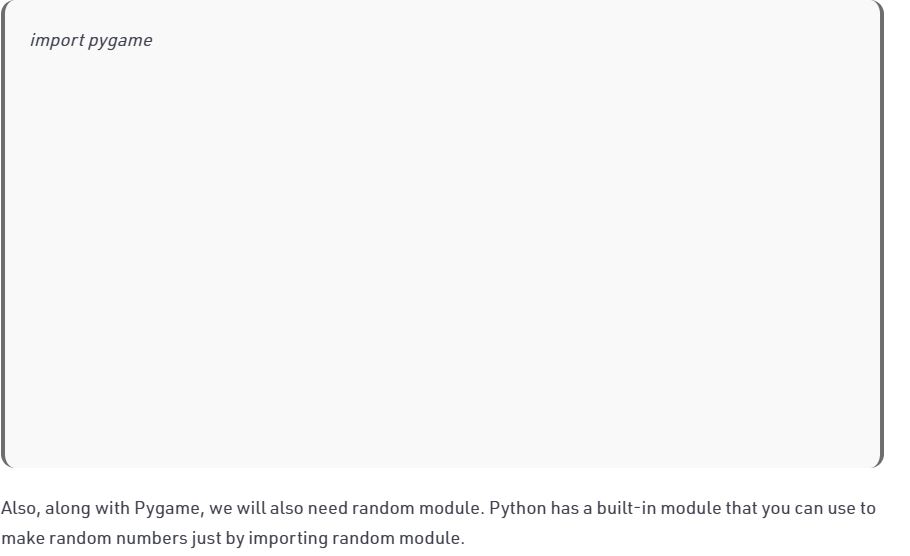 import pygame
Also, along with Pygame, we will also need random module. Python has a built-in module that you can use to
make random numbers just by importing random module.